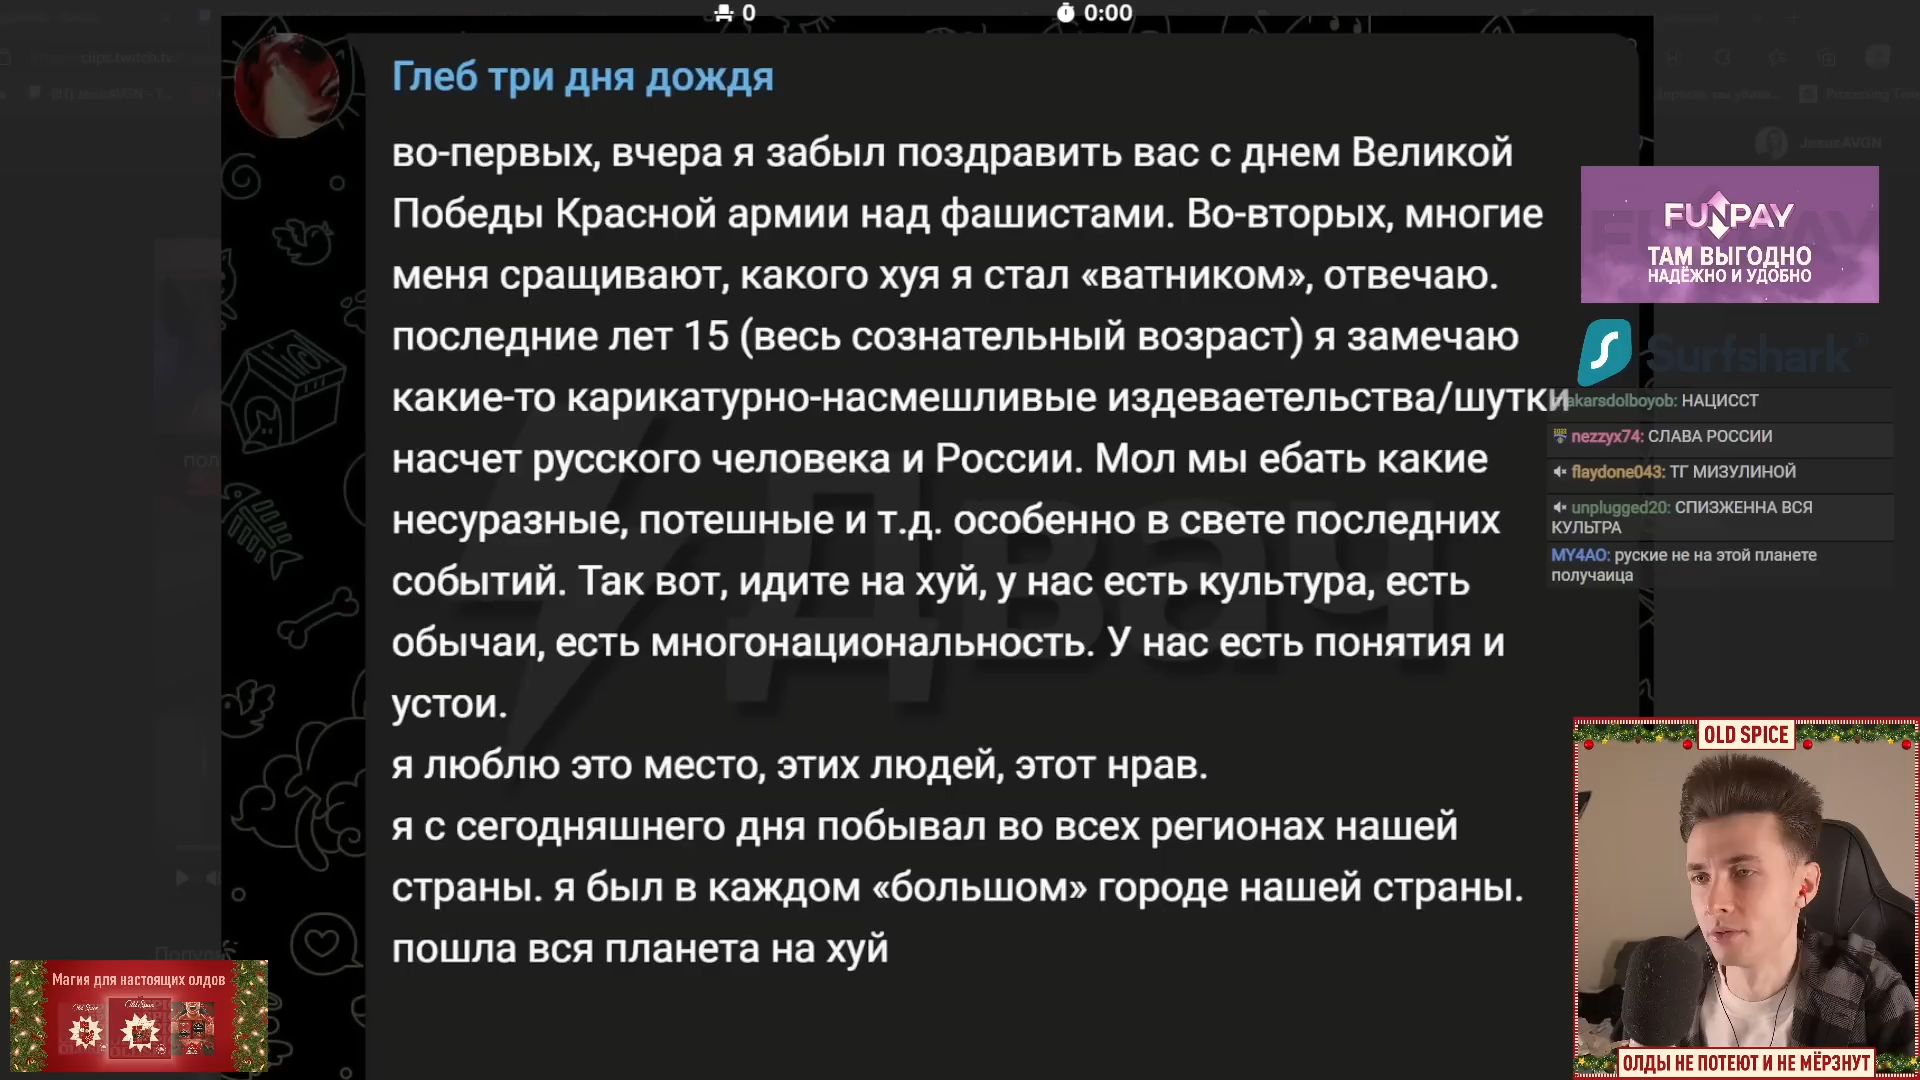 0
0:00
clips.twitch.tv
Глеб три дня дождя
во-первых, вчера я забыл поздравить вас с днем Великой
Победы Красной армии над фашистами. Во-вторых, многие
меня сращивают, какого хуя я стал «ватником», отвечаю.
последние лет 15 (весь сознательный возраст) я замечаю
какие-то карикатурно-насмешливые издеваетельства/шутки
насчет русского человека и России. Мол мы ебать какие
несуразные, потешные и т.д. особенно в свете последних
событий. Так вот, идите на хуй, у нас есть культура, есть
обычаи, есть многонациональность. У нас есть понятия и
устои.
я люблю это место, этих людей, этот нрав.
я с сегодняшнего дня побывал во всех регионах нашей
страны. я был в каждом «большом» городе нашей страны.
пошла вся планета на хуй
Двач
JesusAVGN
FUNPAY
ТАМ ВЫГОДНО
НАДЁЖНО И УДОБНО
Surfshark
akarsdolboyob: НАЦИССТ
nezzyx74: СЛАВА РОССИИ
flaydone043: ТГ МИЗУЛИНОЙ
unplugged20: СПИЗЖЕННА ВСЯ
КУЛЬТРА
MY4AO: руские не на этой планете
получаица
OLD SPICE
ОЛДЫ НЕ ПОТЕЮТ И НЕ МЁРЗНУТ
Магия для настоящих олдов